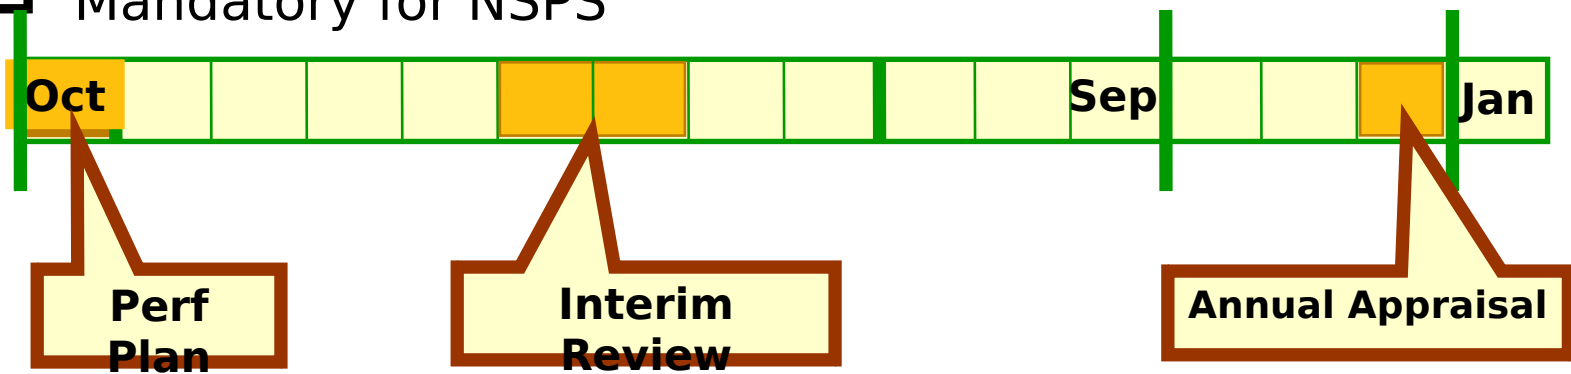 Mandatory for NSPS
Oct
Sep
Jan
Perf
Plan
Interim
Review
Annual Appraisal